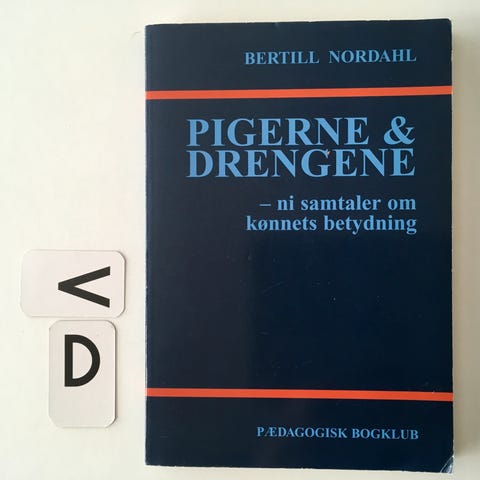 BERTILL NORDAHL
PIGERNE &
DRENGENE
– ni samtaler om
kønnets betydning
PÆDAGOGISK BOGKLUB
V
D